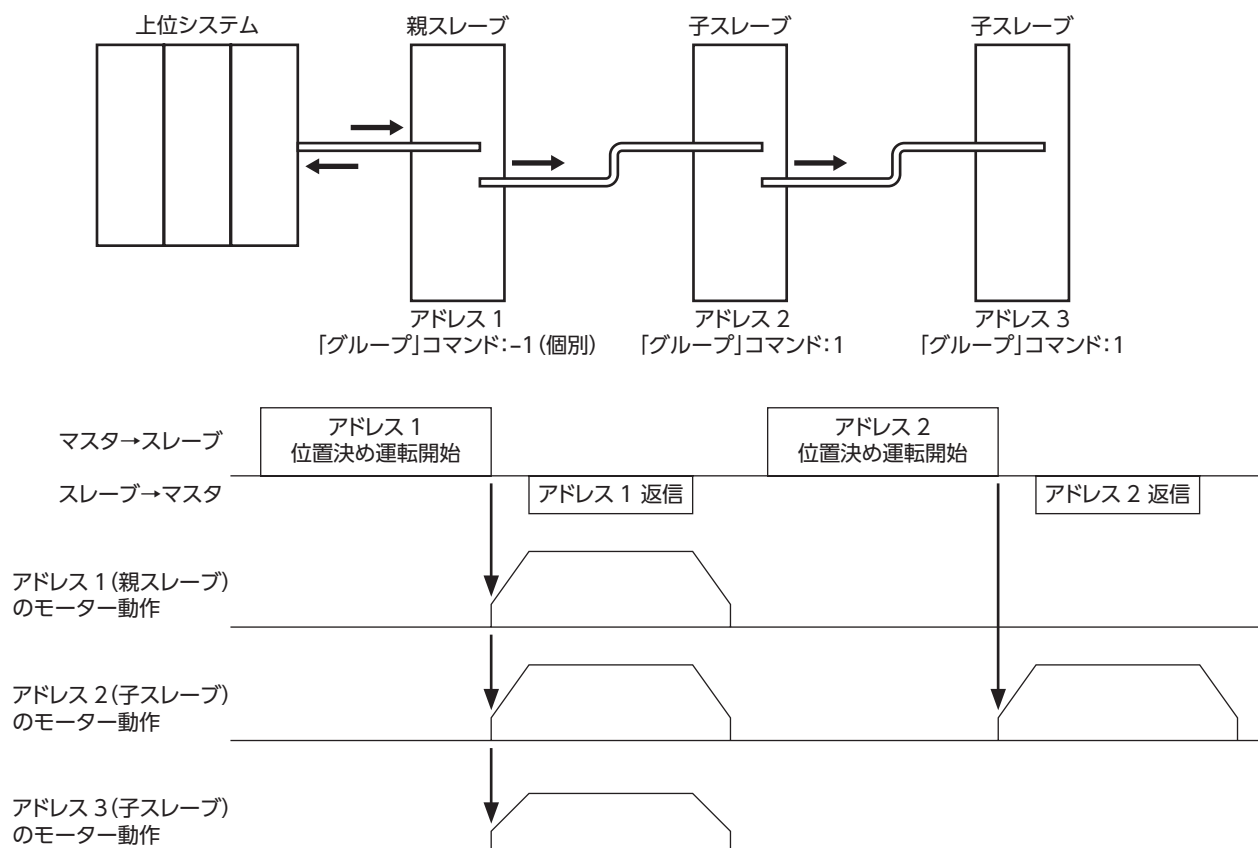 上位システム
親スレーブ
子スレーブ
子スレーブ
アドレス 1
「グループ」コマンド：−1（個別）
アドレス 2
「グループ」コマンド：1
アドレス 3
「グループ」コマンド：1
マスタ→スレーブ
アドレス 1
位置決め運転開始
アドレス 2
位置決め運転開始
スレーブ→マスタ
アドレス 1 返信
アドレス 2 返信
アドレス 1（親スレーブ）
のモーター動作
アドレス 2（子スレーブ）
のモーター動作
アドレス 3（子スレーブ）
のモーター動作